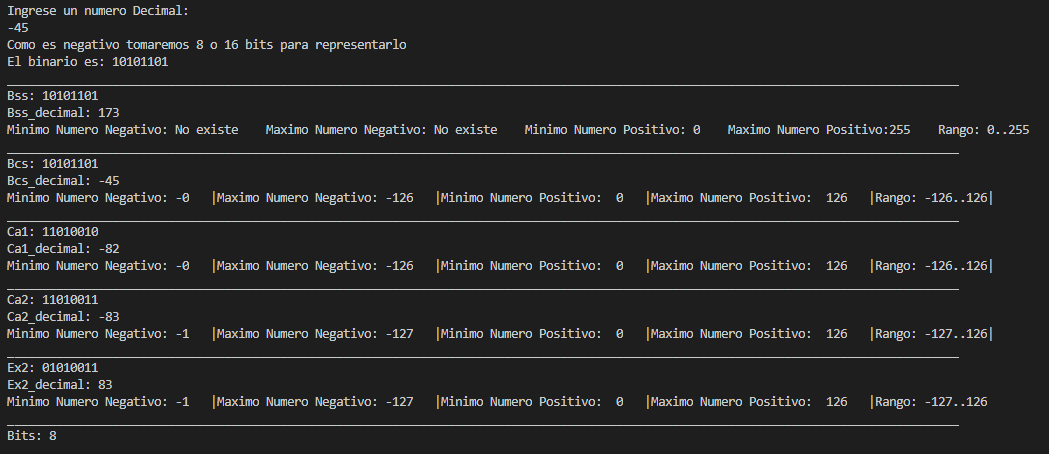 Ingrese un numero Decimal:
-45
Como es negativo tomaremos 8 o 16 bits para representarlo
El binario es: 10101101
Bss: 10101101
Bss_decimal: 173
Minimo Numero Negativo: No existe    Maximo Numero Negativo: No existe    Minimo Numero Positivo: 0    Maximo Numero Positivo:255    Rango: 0..255
Bcs: 10101101
Bcs_decimal: -45
Minimo Numero Negativo: -0   |Maximo Numero Negativo: -126   |Minimo Numero Positivo:  0   |Maximo Numero Positivo:  126   |Rango: -126..126|
Ca1: 11010010
Ca1_decimal: -82
Minimo Numero Negativo: -0   |Maximo Numero Negativo: -126   |Minimo Numero Positivo:  0   |Maximo Numero Positivo:  126   |Rango: -126..126|
Ca2: 11010011
Ca2_decimal: -83
Minimo Numero Negativo: -1   |Maximo Numero Negativo: -127   |Minimo Numero Positivo:  0   |Maximo Numero Positivo:  126   |Rango: -127..126|
Ex2: 01010011
Ex2_decimal: 83
Minimo Numero Negativo: -1   |Maximo Numero Negativo: -127   |Minimo Numero Positivo:  0   |Maximo Numero Positivo:  126   |Rango: -127..126
Bits: 8